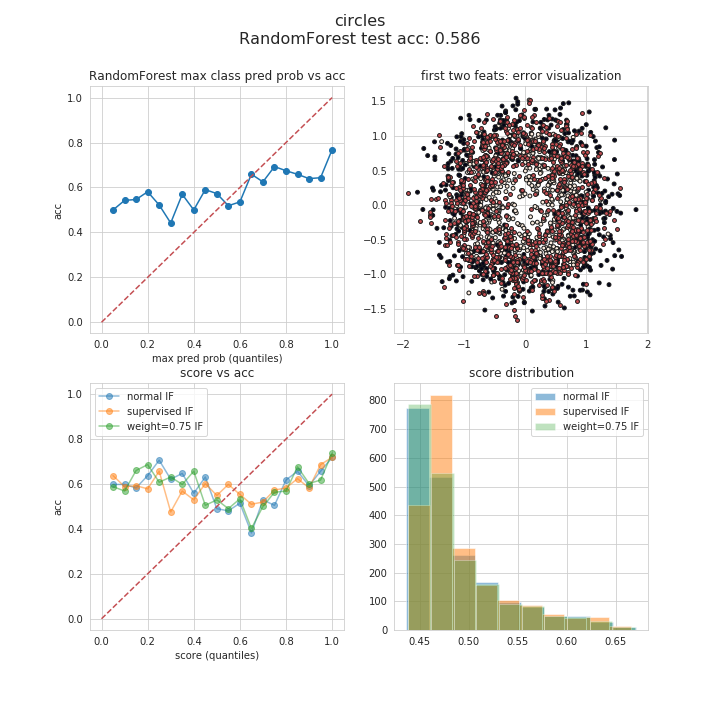 circles
RandomForest test acc: 0.586
RandomForest max class pred prob vs acc
1.0
0.8
0.6
0.4
0.2
0.0
acc
0.0 0.2 0.4 0.6 0.8 1.0
max pred prob (quantiles)
first two feats: error visualization
1.5
1.0
0.5
0.0
−0.5
−1.0
−1.5
−2 −1 0 1 2
score vs acc
normal IF
supervised IF
weight=0.75 IF
1.0
0.8
0.6
0.4
0.2
0.0
acc
0.0 0.2 0.4 0.6 0.8 1.0
score (quantiles)
score distribution
normal IF
supervised IF
weight=0.75 IF
800
700
600
500
400
300
200
100
0
0.45 0.50 0.55 0.60 0.65